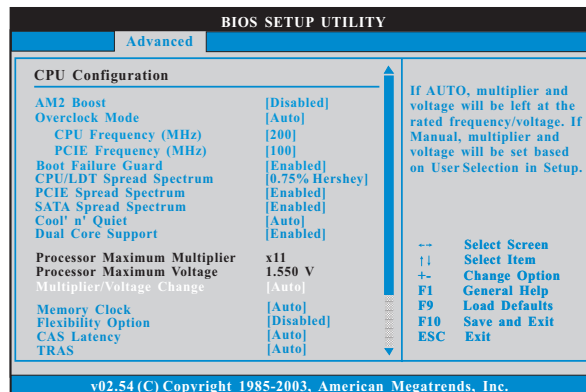 BIOS SETUP UTILITY
Advanced
CPU Configuration
AM2 Boost [Disabled]
Overclock Mode [Auto]
CPU Frequency (MHz) [200]
PCIE Frequency (MHz) [100]
Boot Failure Guard [Enabled]
CPU/LDT Spread Spectrum [0.75% Hershey]
PCIE Spread Spectrum [Enabled]
SATA Spread Spectrum [Enabled]
Cool' n' Quiet [Auto]
Dual Core Support [Enabled]
Processor Maximum Multiplier x11
Processor Maximum Voltage 1.550 V
Multiplier/Voltage Change [Auto]
Memory Clock [Auto]
Flexibility Option [Disabled]
CAS Latency [Auto]
TRAS [Auto]
If AUTO, multiplier and
voltage will be left at the
rated frequency/voltage. If
Manual, multiplier and
voltage will be set based
on User Selection in Setup.
←→ Select Screen
↑↓ Select Item
+- Change Option
F1 General Help
F9 Load Defaults
F10 Save and Exit
ESC Exit
v02.54 (C) Copyright 1985-2003, American Megatrends, Inc.